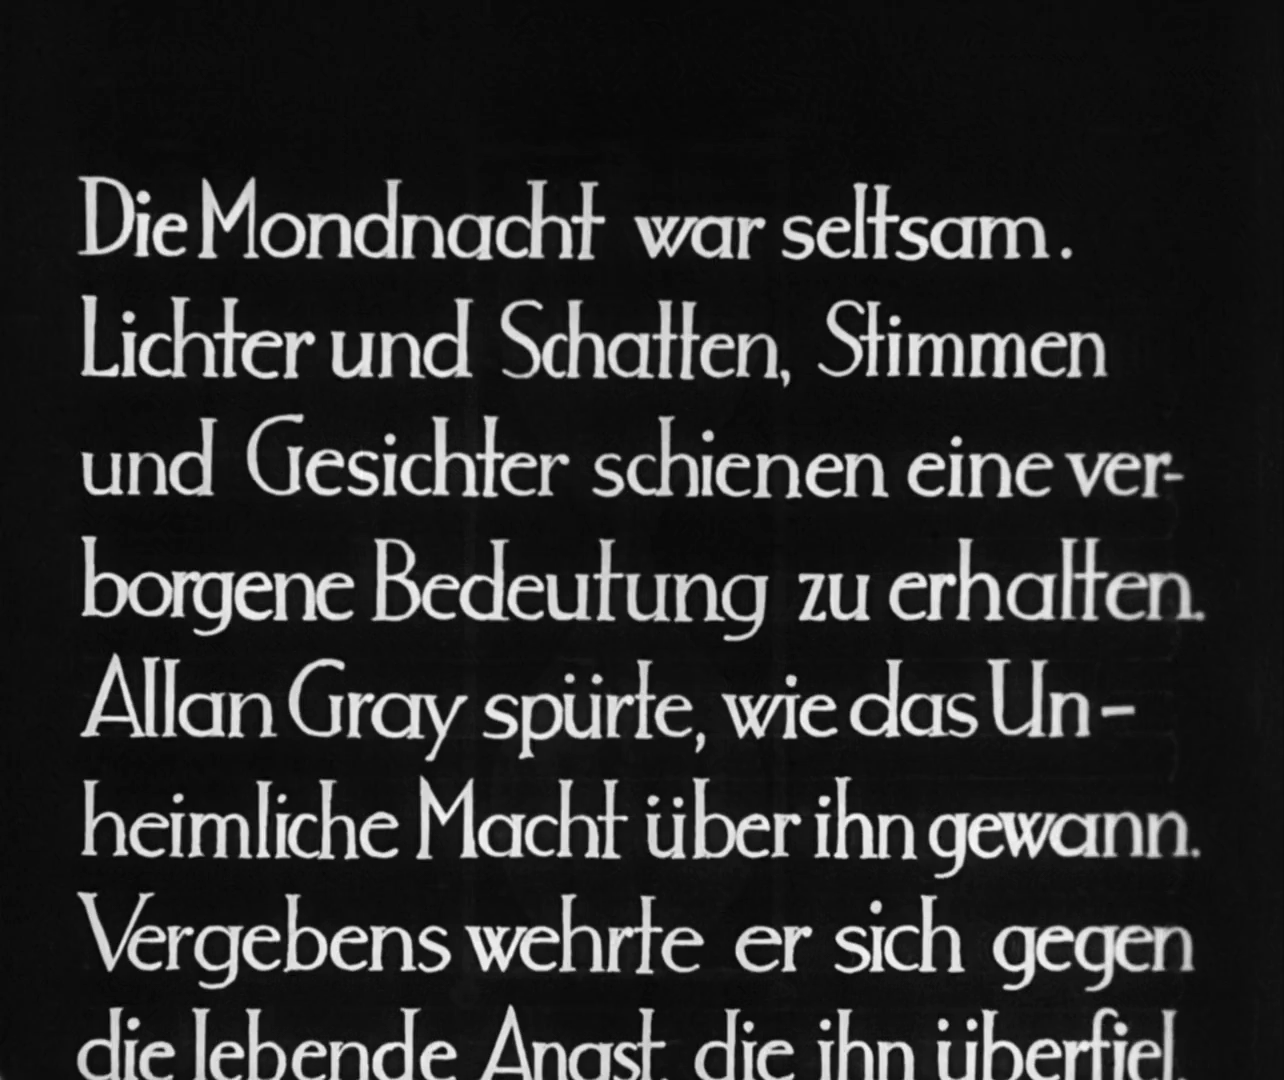 Die Mondnacht war seltsam.
Lichter und Schatten, Stimmen
und Gesichter schienen eine ver-
borgene Bedeutung zu erhalten.
Allan Gray spürte, wie das Un-
heimliche Macht über ihn gewann.
Vergebens wehrte er sich gegen
die lebende Angst, die ihn überfiel